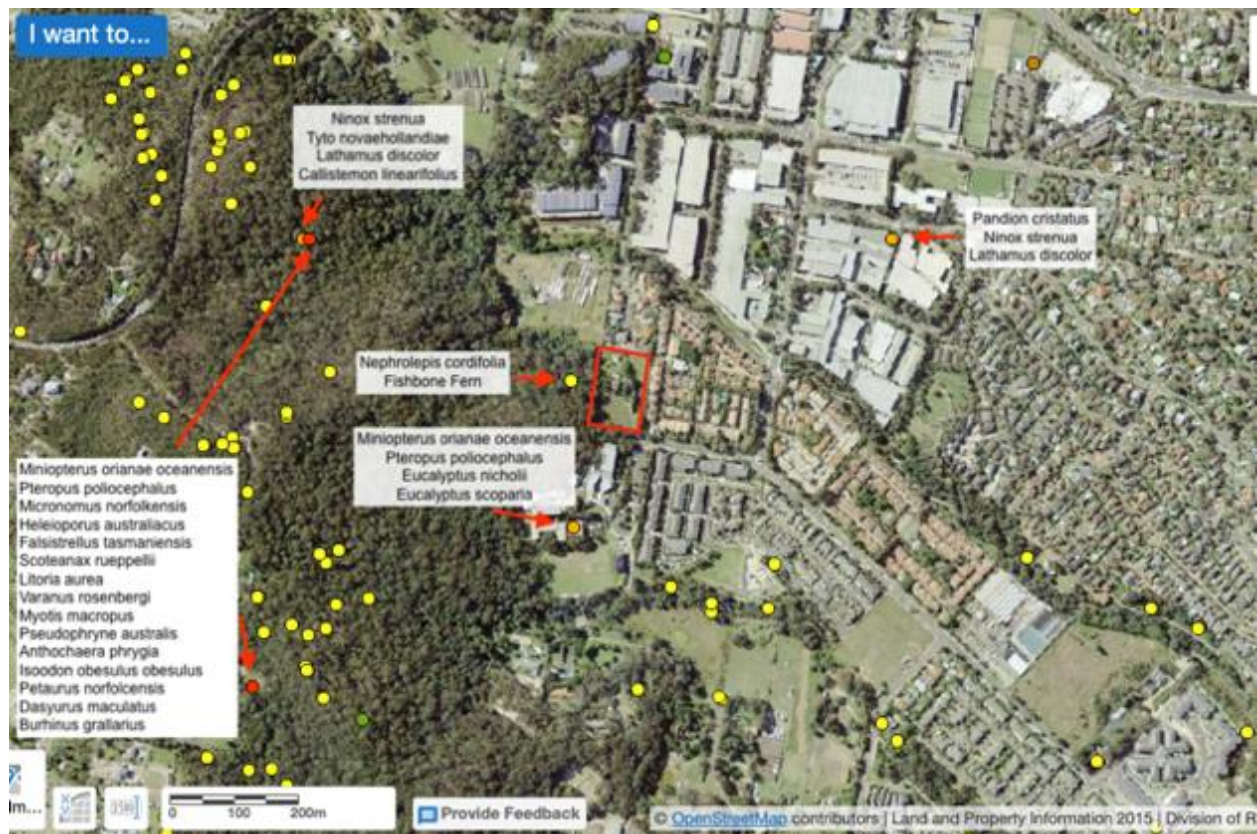 I want to...
Ninox strenua
Tyto novaehollandiae
Lathamus discolor
Callistemon linearifolius
Pandion cristatus
Ninox strenua
Lathamus discolor
Nephrolepis cordifolia
Fishbone Fern
Miniopterus orianae oceanensis
Pteropus poliocephalus
Eucalyptus nicholii
Eucalyptus scoparia
Miniopterus orianae oceanensis
Pteropus poliocephalus
Micronomus norfolkensis
Heleioporus australiacus
Falsistrellus tasmaniensis
Scoteanax rueppellii
Litoria aurea
Varanus rosenbergi
Myotis macropus
Pseudophryne australis
Anthochaera phrygia
Isoodon obesulus obesulus
Petaurus norfolcensis
Dasyurus maculatus
Burhinus grallarius
0 100 200m
Provide Feedback
© OpenStreetMap contributors | Land and Property Information 2015 | Division of